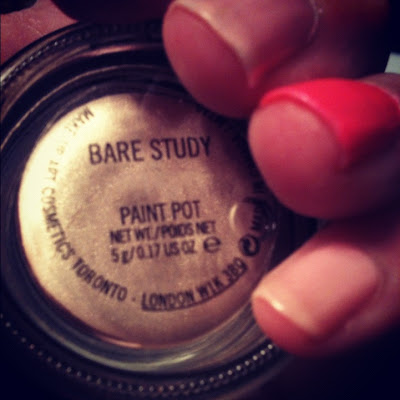 BARE STUDY
PAINT POT
NET WT./POIDS NET
5 g/0.17 US OZ e
COSMETICS TORONTO - LONDON W1K 3BQ